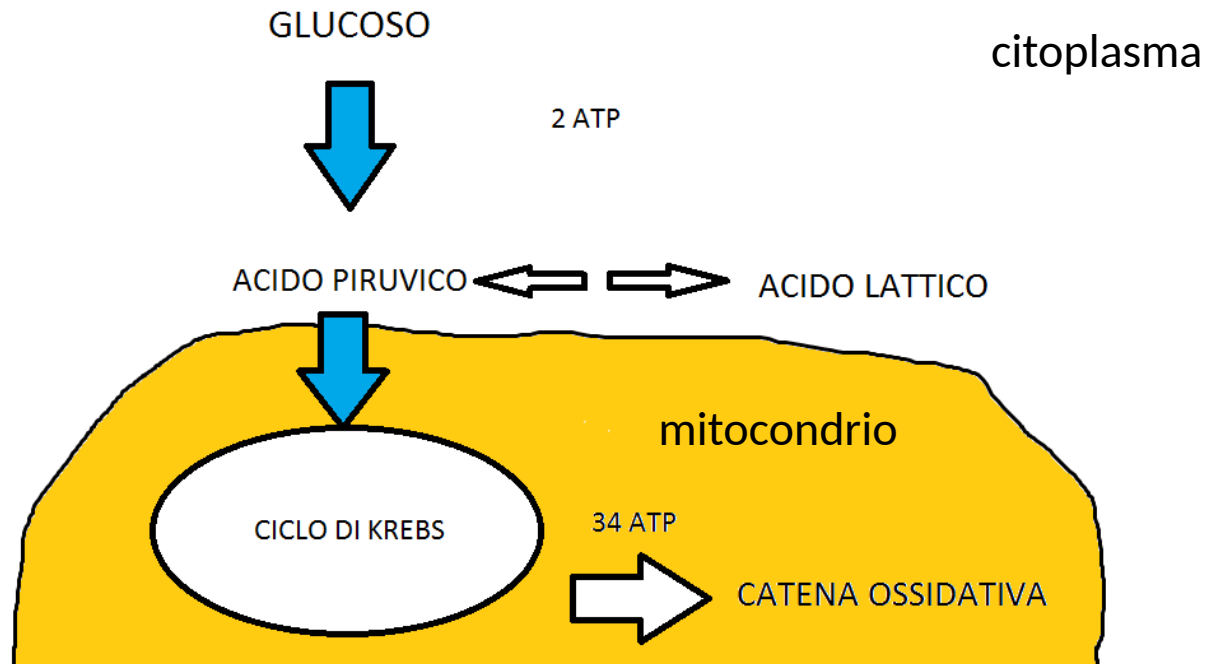 GLUCOSO
citoplasma
2 ATP
ACIDO PIRUVICO
ACIDO LATTICO
mitocondrio
34 ATP
CICLO DI KREBS
CATENA OSSIDATIVA